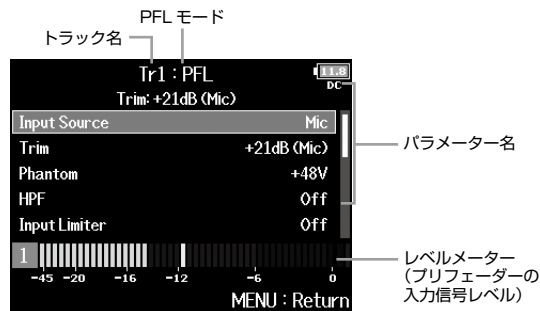 PFL モード
トラック名
Tr1 : PFL
11.8
DC
Trim: +21dB (Mic)
Input Source Mic
Trim +21dB (Mic)
Phantom +48V
HPF Off
Input Limiter Off
パラメーター名
1
-45 -20 -16 -12 -6 0
MENU : Return
レベルメーター
(プリフェーダーの
入力信号レベル)